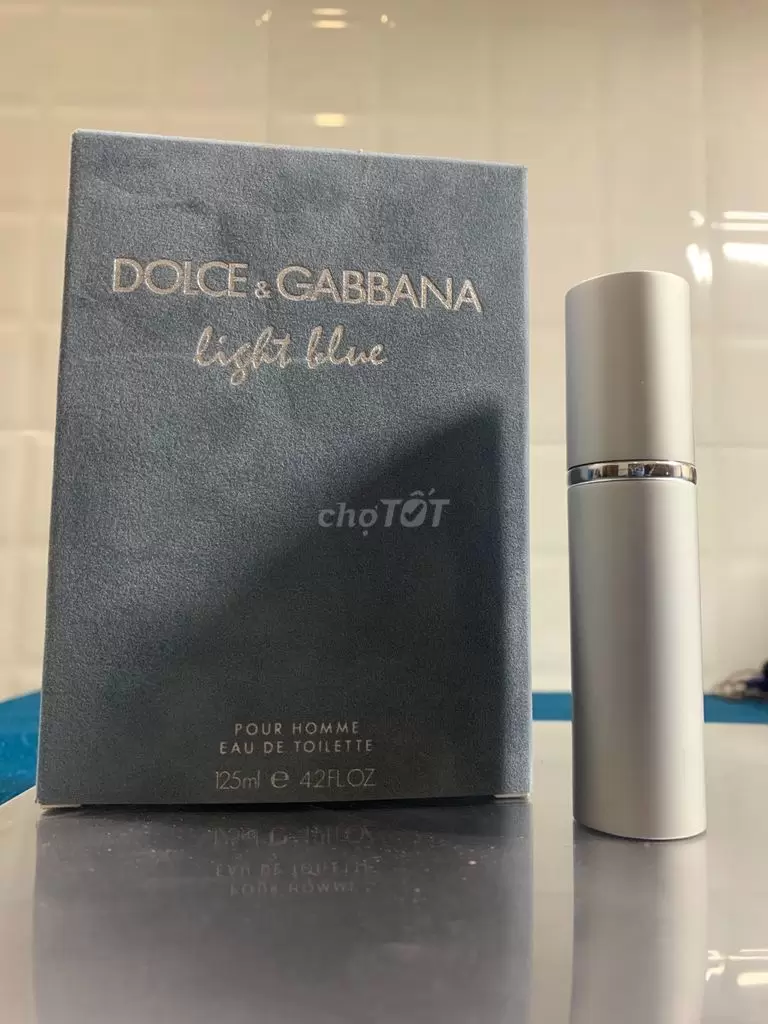 DOLCE & GABBANA
light blue
chợTỐT
POUR HOMME
EAU DE TOILETTE
125ml e 4.2FL.OZ